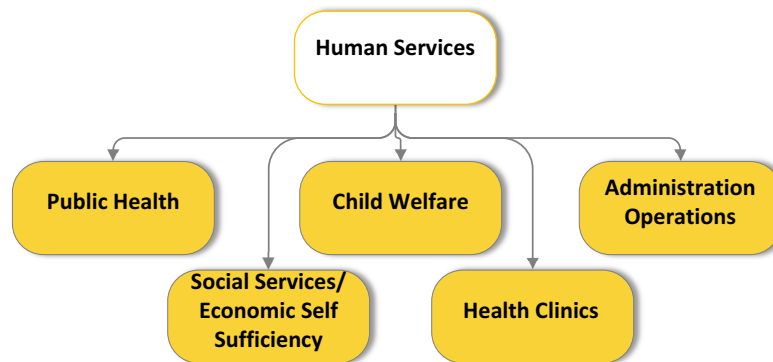 Human Services
Public Health
Child Welfare
Administration
Operations
Social Services/
Economic Self
Sufficiency
Health Clinics